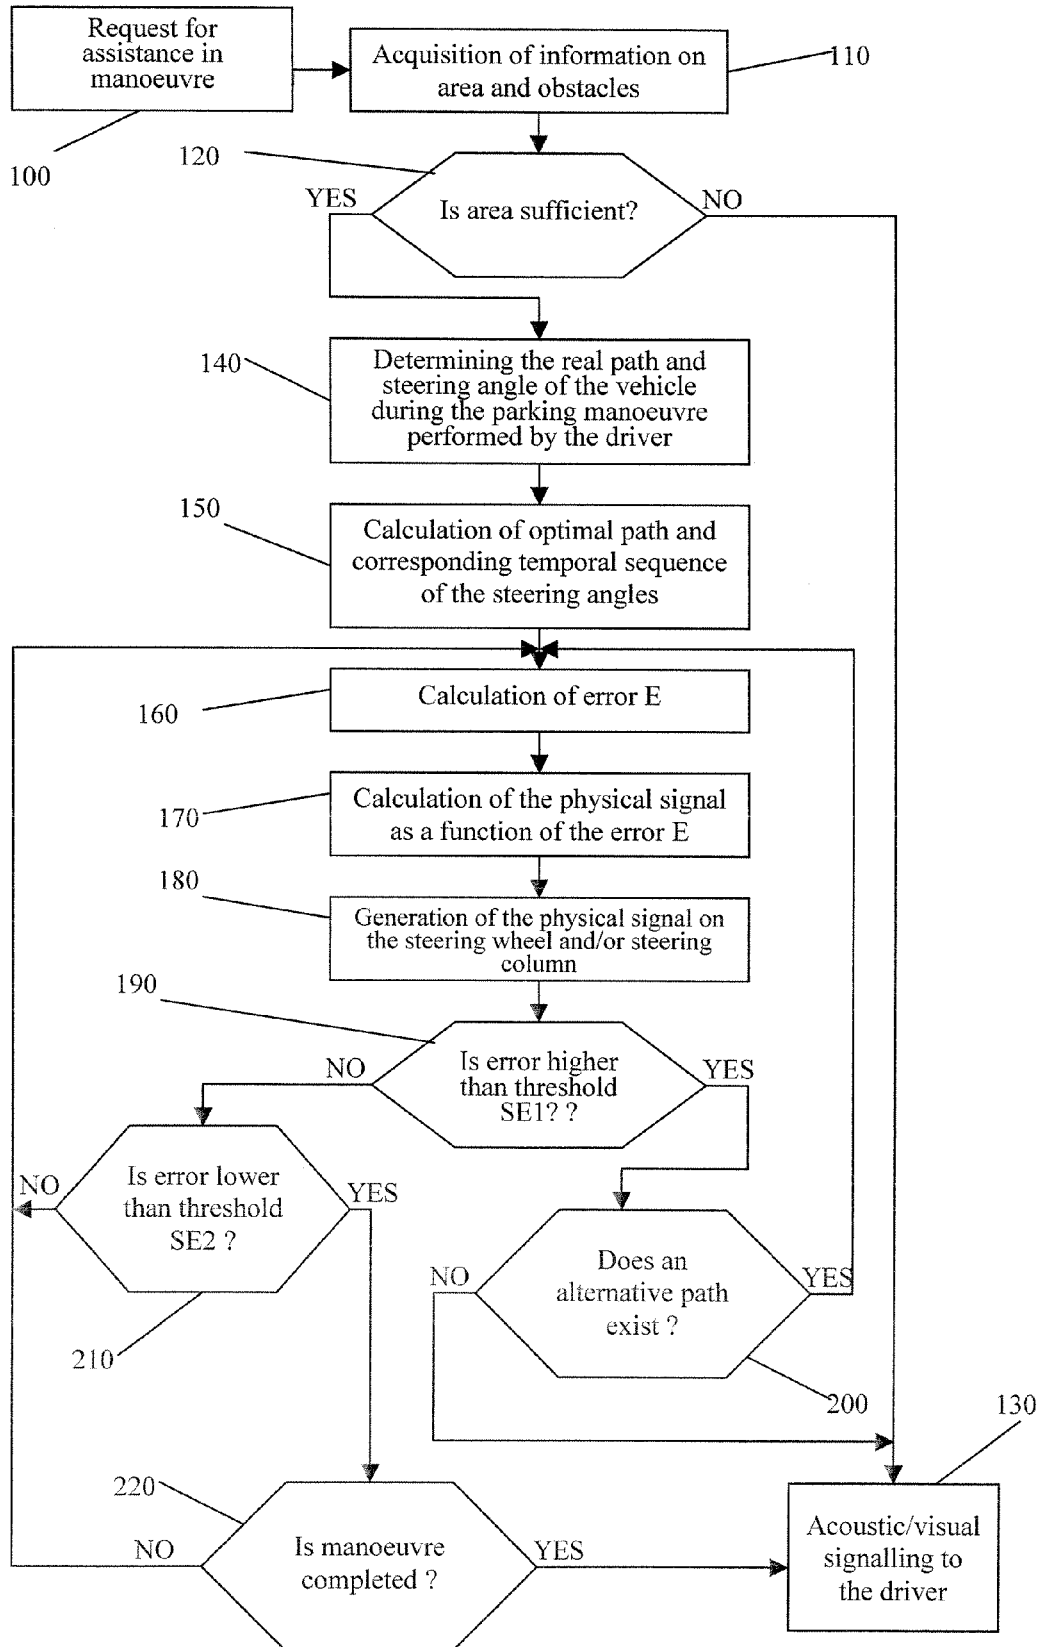 Request for
assistance in
manoeuvre
100
Acquisition of information on
area and obstacles
110
120
YES
Is area sufficient?
NO
140
Determining the real path and
steering angle of the vehicle
during the parking manoeuvre
performed by the driver
150
Calculation of optimal path and
corresponding temporal sequence
of the steering angles
160
Calculation of error E
170
Calculation of the physical signal
as a function of the error E
180
Generation of the physical signal on
the steering wheel and/or steering
column
190
NO
Is error higher
than threshold
SE1? ?
YES
NO
Is error lower
than threshold
SE2 ?
YES
210
NO
Does an
alternative path
exist ?
YES
200
130
220
NO
Is manoeuvre
completed ?
YES
Acoustic/visual
signalling to
the driver